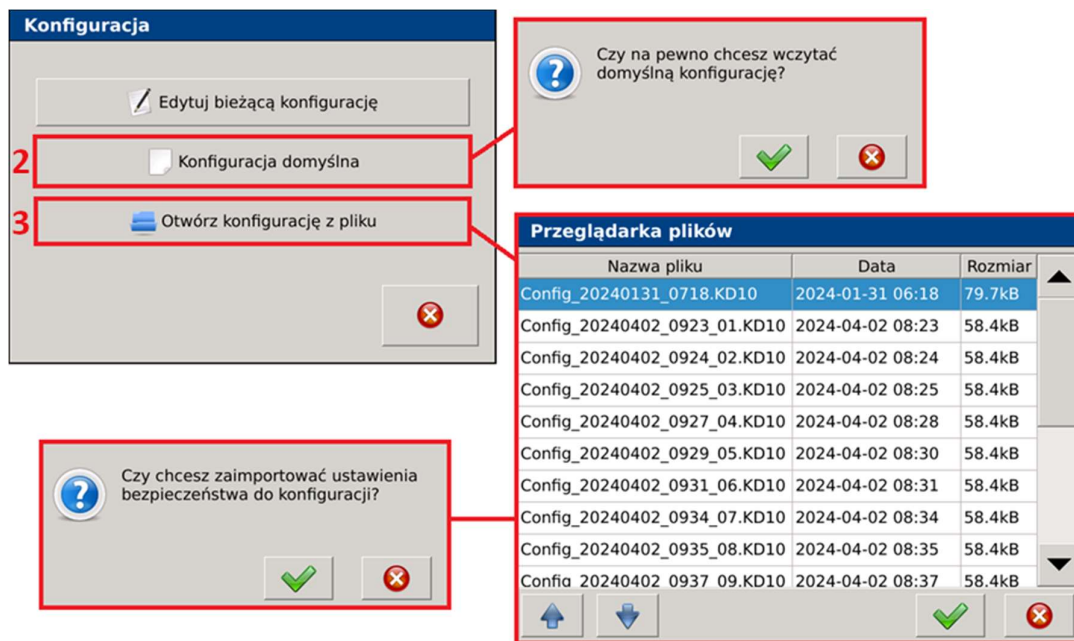 Konfiguracja
Edytuj bieżącą konfigurację
2
Konfiguracja domyślna
3
Otwórz konfigurację z pliku
Czy na pewno chcesz wczytać
domyślną konfigurację?
Przeglądarka plików
Nazwa pliku Data Rozmiar
Config_20240131_0718.KD10 2024-01-31 06:18 79.7kB
Config_20240402_0923_01.KD10 2024-04-02 08:23 58.4kB
Config_20240402_0924_02.KD10 2024-04-02 08:24 58.4kB
Config_20240402_0925_03.KD10 2024-04-02 08:25 58.4kB
Config_20240402_0927_04.KD10 2024-04-02 08:28 58.4kB
Config_20240402_0929_05.KD10 2024-04-02 08:30 58.4kB
Config_20240402_0931_06.KD10 2024-04-02 08:31 58.4kB
Config_20240402_0934_07.KD10 2024-04-02 08:34 58.4kB
Config_20240402_0935_08.KD10 2024-04-02 08:35 58.4kB
Config_20240402_0937_09.KD10 2024-04-02 08:37 58.4kB
Czy chcesz zaimportować ustawienia
bezpieczeństwa do konfiguracji?